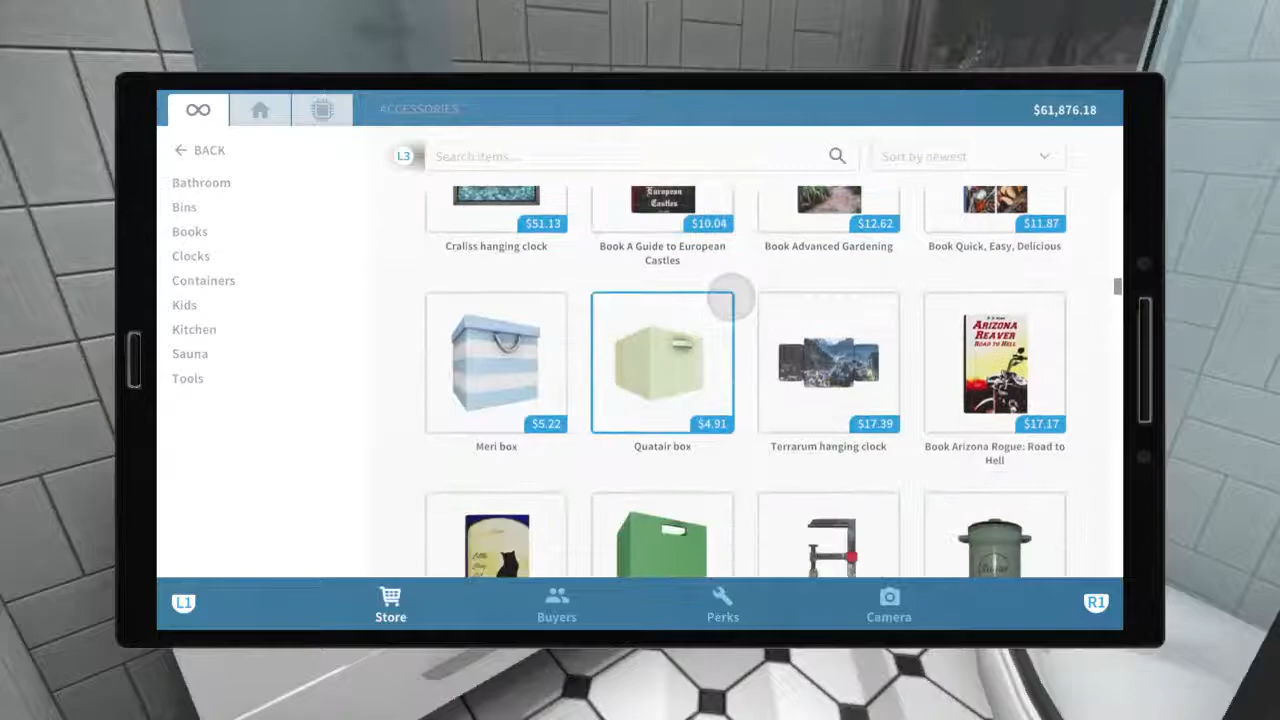 ACCESSORIES
$61,876.18
BACK
L3
Search items...
Sort by newest
Bathroom
Bins
Books
Clocks
Containers
Kids
Kitchen
Sauna
Tools
European
Castles
$51.13
$10.04
$12.62
$11.87
Craliss hanging clock
Book A Guide to European
Castles
Book Advanced Gardening
Book Quick, Easy, Delicious
ARIZONA
REAVER
ROAD TO HELL
$5.22
$4.91
$17.39
$17.17
Meri box
Quatair box
Terrarum hanging clock
Book Arizona Rogue: Road to
Hell
L1
Store
Buyers
Perks
Camera
R1